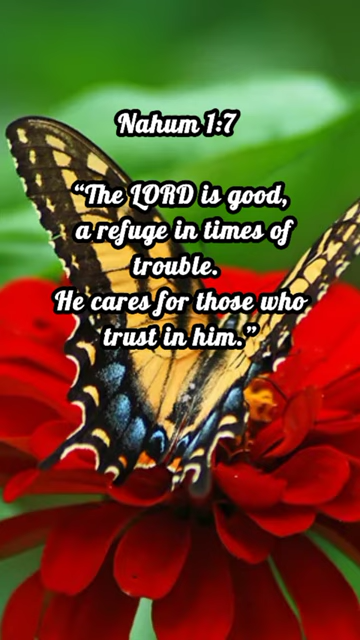 Nahum 1:7
“The LORD is good,
a refuge in times of
trouble.
He cares for those who
trust in him.”